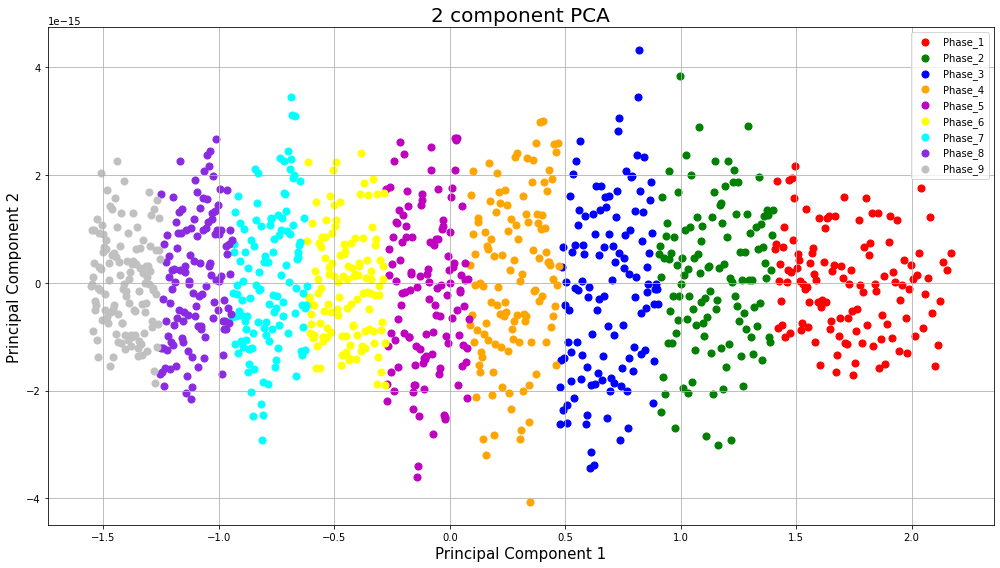 2 component PCA
1e−15
Principal Component 2
4
2
0
−2
−4
Phase_1
Phase_2
Phase_3
Phase_4
Phase_5
Phase_6
Phase_7
Phase_8
Phase_9
−1.5 −1.0 −0.5 0.0 0.5 1.0 1.5 2.0
Principal Component 1